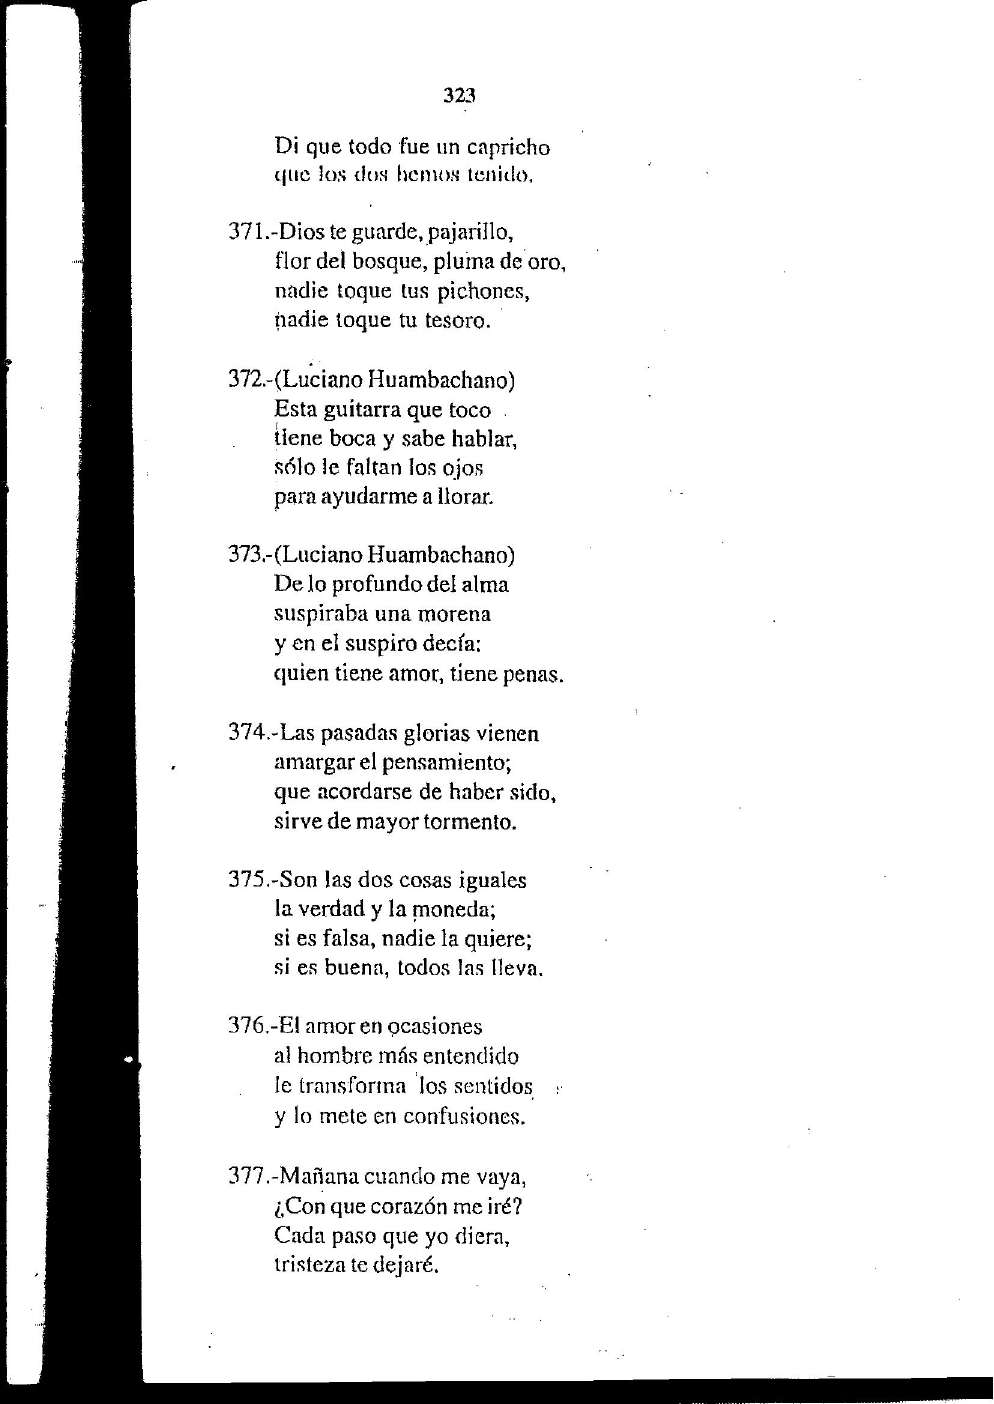 323
Di que todo fue un capricho
que los dos hemos tenido.
371.-Dios te guarde, pajarillo,
flor del bosque, pluma de oro,
nadie toque tus pichones,
nadie toque tu tesoro.
372.-(Luciano Huambachano)
Esta guitarra que toco
tiene boca y sabe hablar,
sólo le faltan los ojos
para ayudarme a llorar.
373.-(Luciano Huambachano)
De lo profundo del alma
suspiraba una morena
y en el suspiro decía:
quien tiene amor, tiene penas.
374.-Las pasadas glorias vienen
amargar el pensamiento;
que acordarse de haber sido,
sirve de mayor tormento.
375.-Son las dos cosas iguales
la verdad y la moneda;
si es falsa, nadie la quiere;
si es buena, todos las lleva.
376.-El amor en ocasiones
al hombre más entendido
le transforma los sentidos
y lo mete en confusiones.
377.-Mañana cuando me vaya,
¿Con que corazón me iré?
Cada paso que yo diera,
tristeza te dejaré.